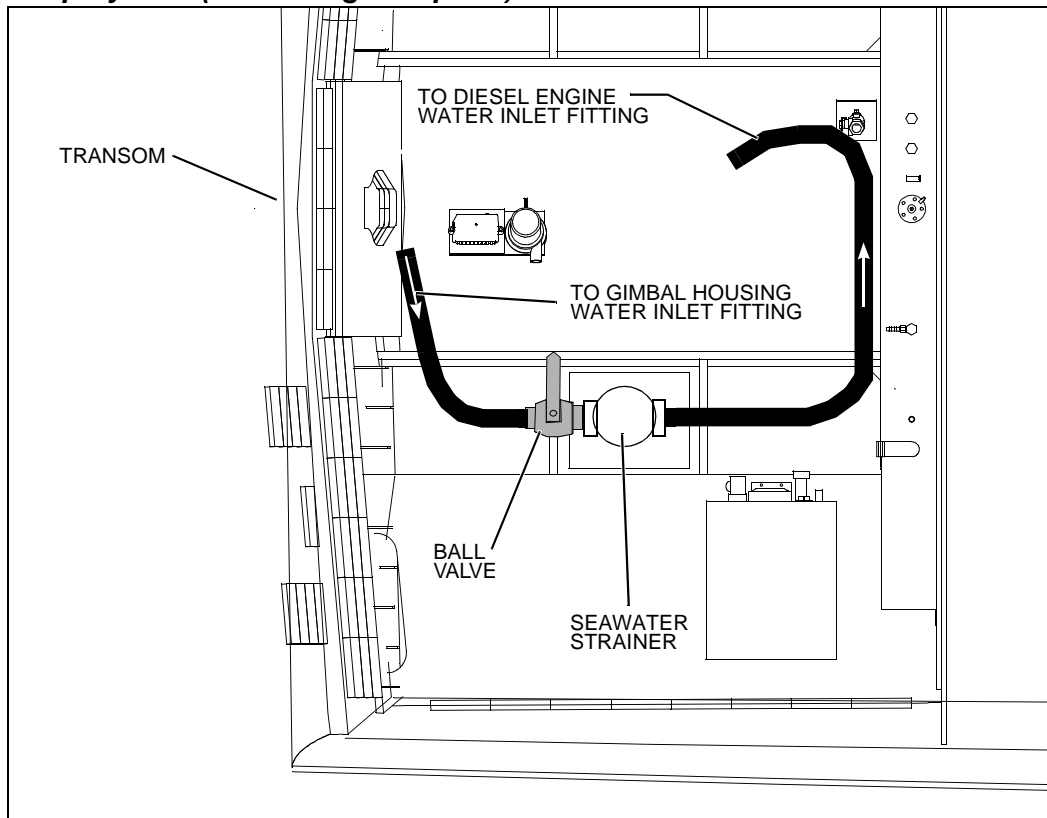 TO DIESEL ENGINE
WATER INLET FITTING
TRANSOM
TO GIMBAL HOUSING
WATER INLET FITTING
BALL
VALVE
SEAWATER
STRAINER